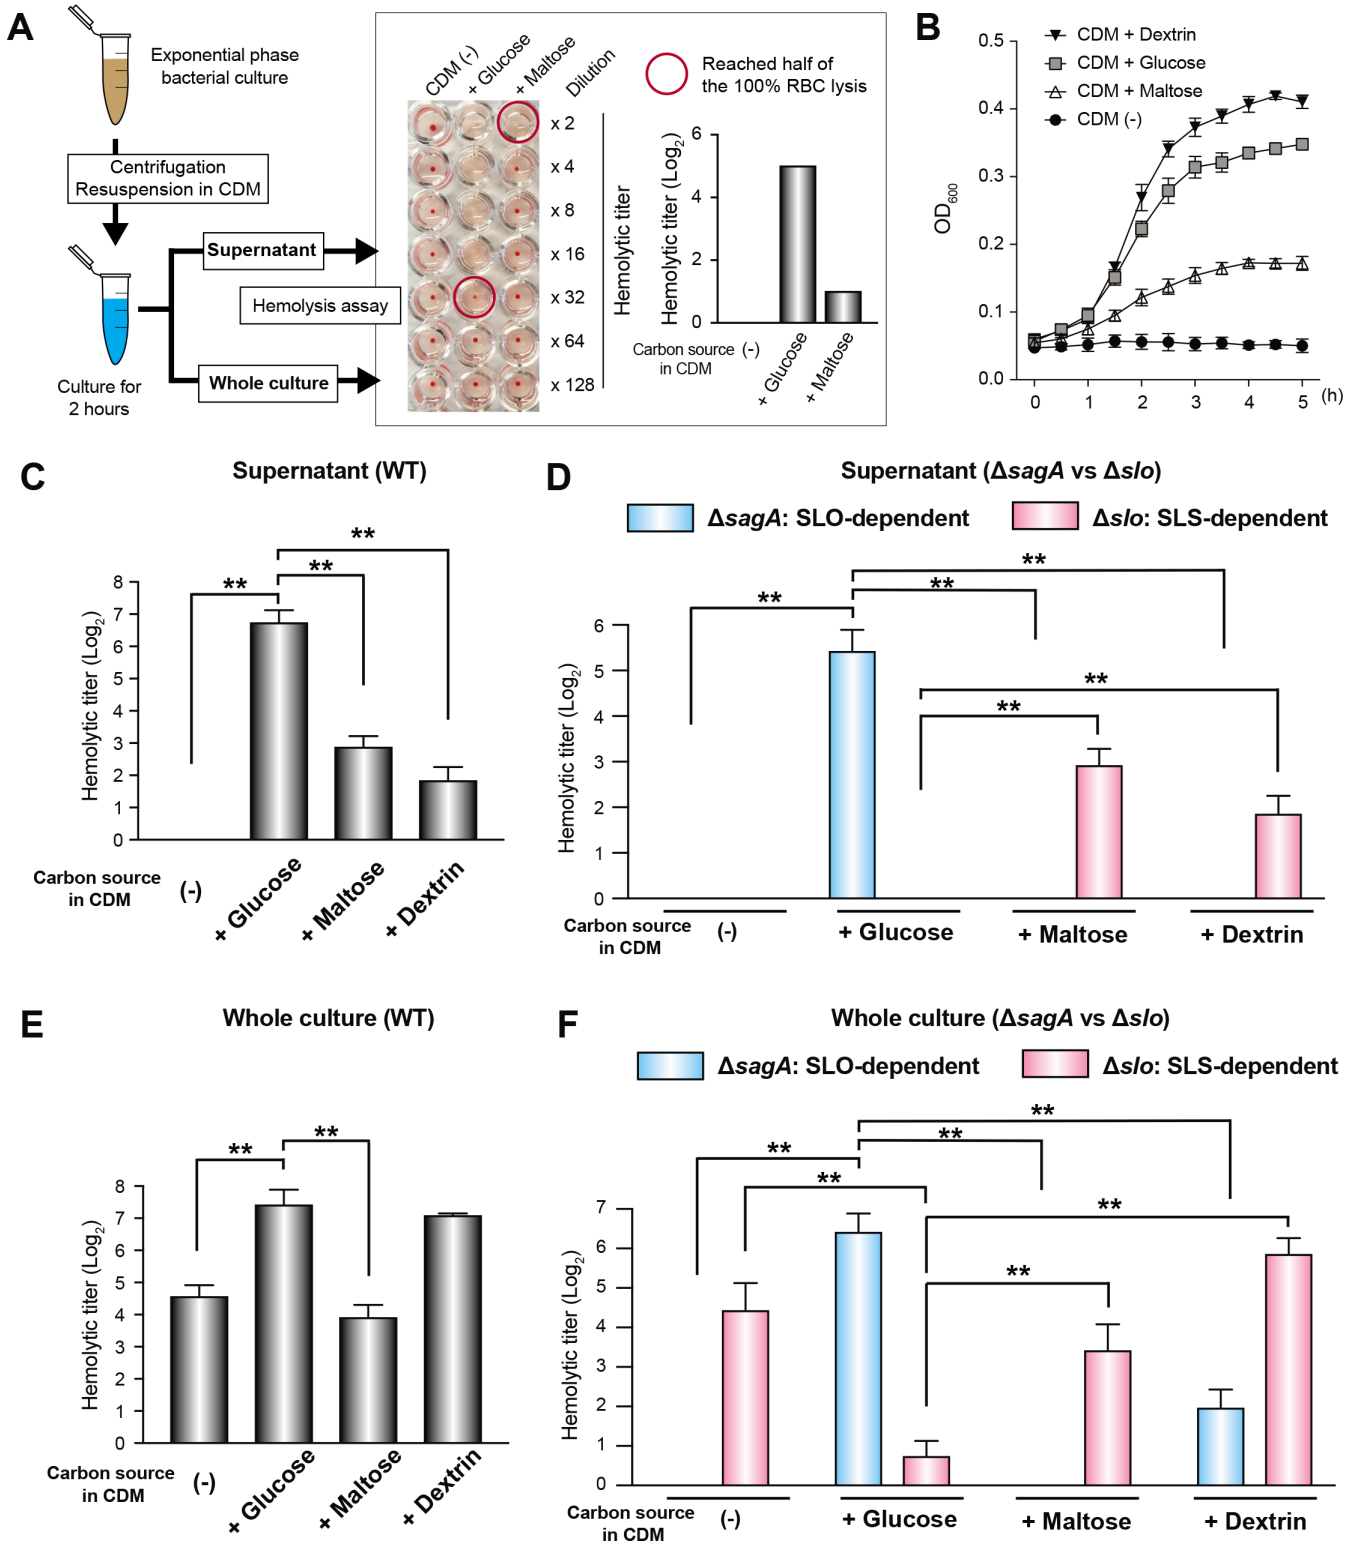 A
Exponential phase
bacterial culture
Centrifugation
Resuspension in CDM
Supernatant
Hemolysis assay
Whole culture
Culture for
2 hours
CDM (-)
+ Glucose
+ Maltose
Dilution
x 2
x 4
x 8
x 16
x 32
x 64
x 128
Hemolytic titer
Reached half of
the 100% RBC lysis
Hemolytic titer (Log2)
6
4
2
0
Carbon source
in CDM
(-)
+ Glucose
+ Maltose
B
CDM + Dextrin
CDM + Glucose
CDM + Maltose
CDM (-)
OD600
0.5
0.4
0.3
0.2
0.1
0.0
0 1 2 3 4 5 (h)
C
Supernatant (WT)
** ** **
Hemolytic titer (Log2)
8
7
6
5
4
3
2
1
0
Carbon source
in CDM
(-)
+ Glucose
+ Maltose
+ Dextrin
D
Supernatant (ΔsagA vs Δslo)
ΔsagA: SLO-dependent
Δslo: SLS-dependent
** ** **
** **
Hemolytic titer (Log2)
6
5
4
3
2
1
0
Carbon source
in CDM
(-)
+ Glucose
+ Maltose
+ Dextrin
E
Whole culture (WT)
** **
Hemolytic titer (Log2)
8
7
6
5
4
3
2
1
0
Carbon source
in CDM
(-)
+ Glucose
+ Maltose
+ Dextrin
F
Whole culture (ΔsagA vs Δslo)
ΔsagA: SLO-dependent
Δslo: SLS-dependent
** ** **
** ** **
Hemolytic titer (Log2)
7
6
5
4
3
2
1
0
Carbon source
in CDM
(-)
+ Glucose
+ Maltose
+ Dextrin